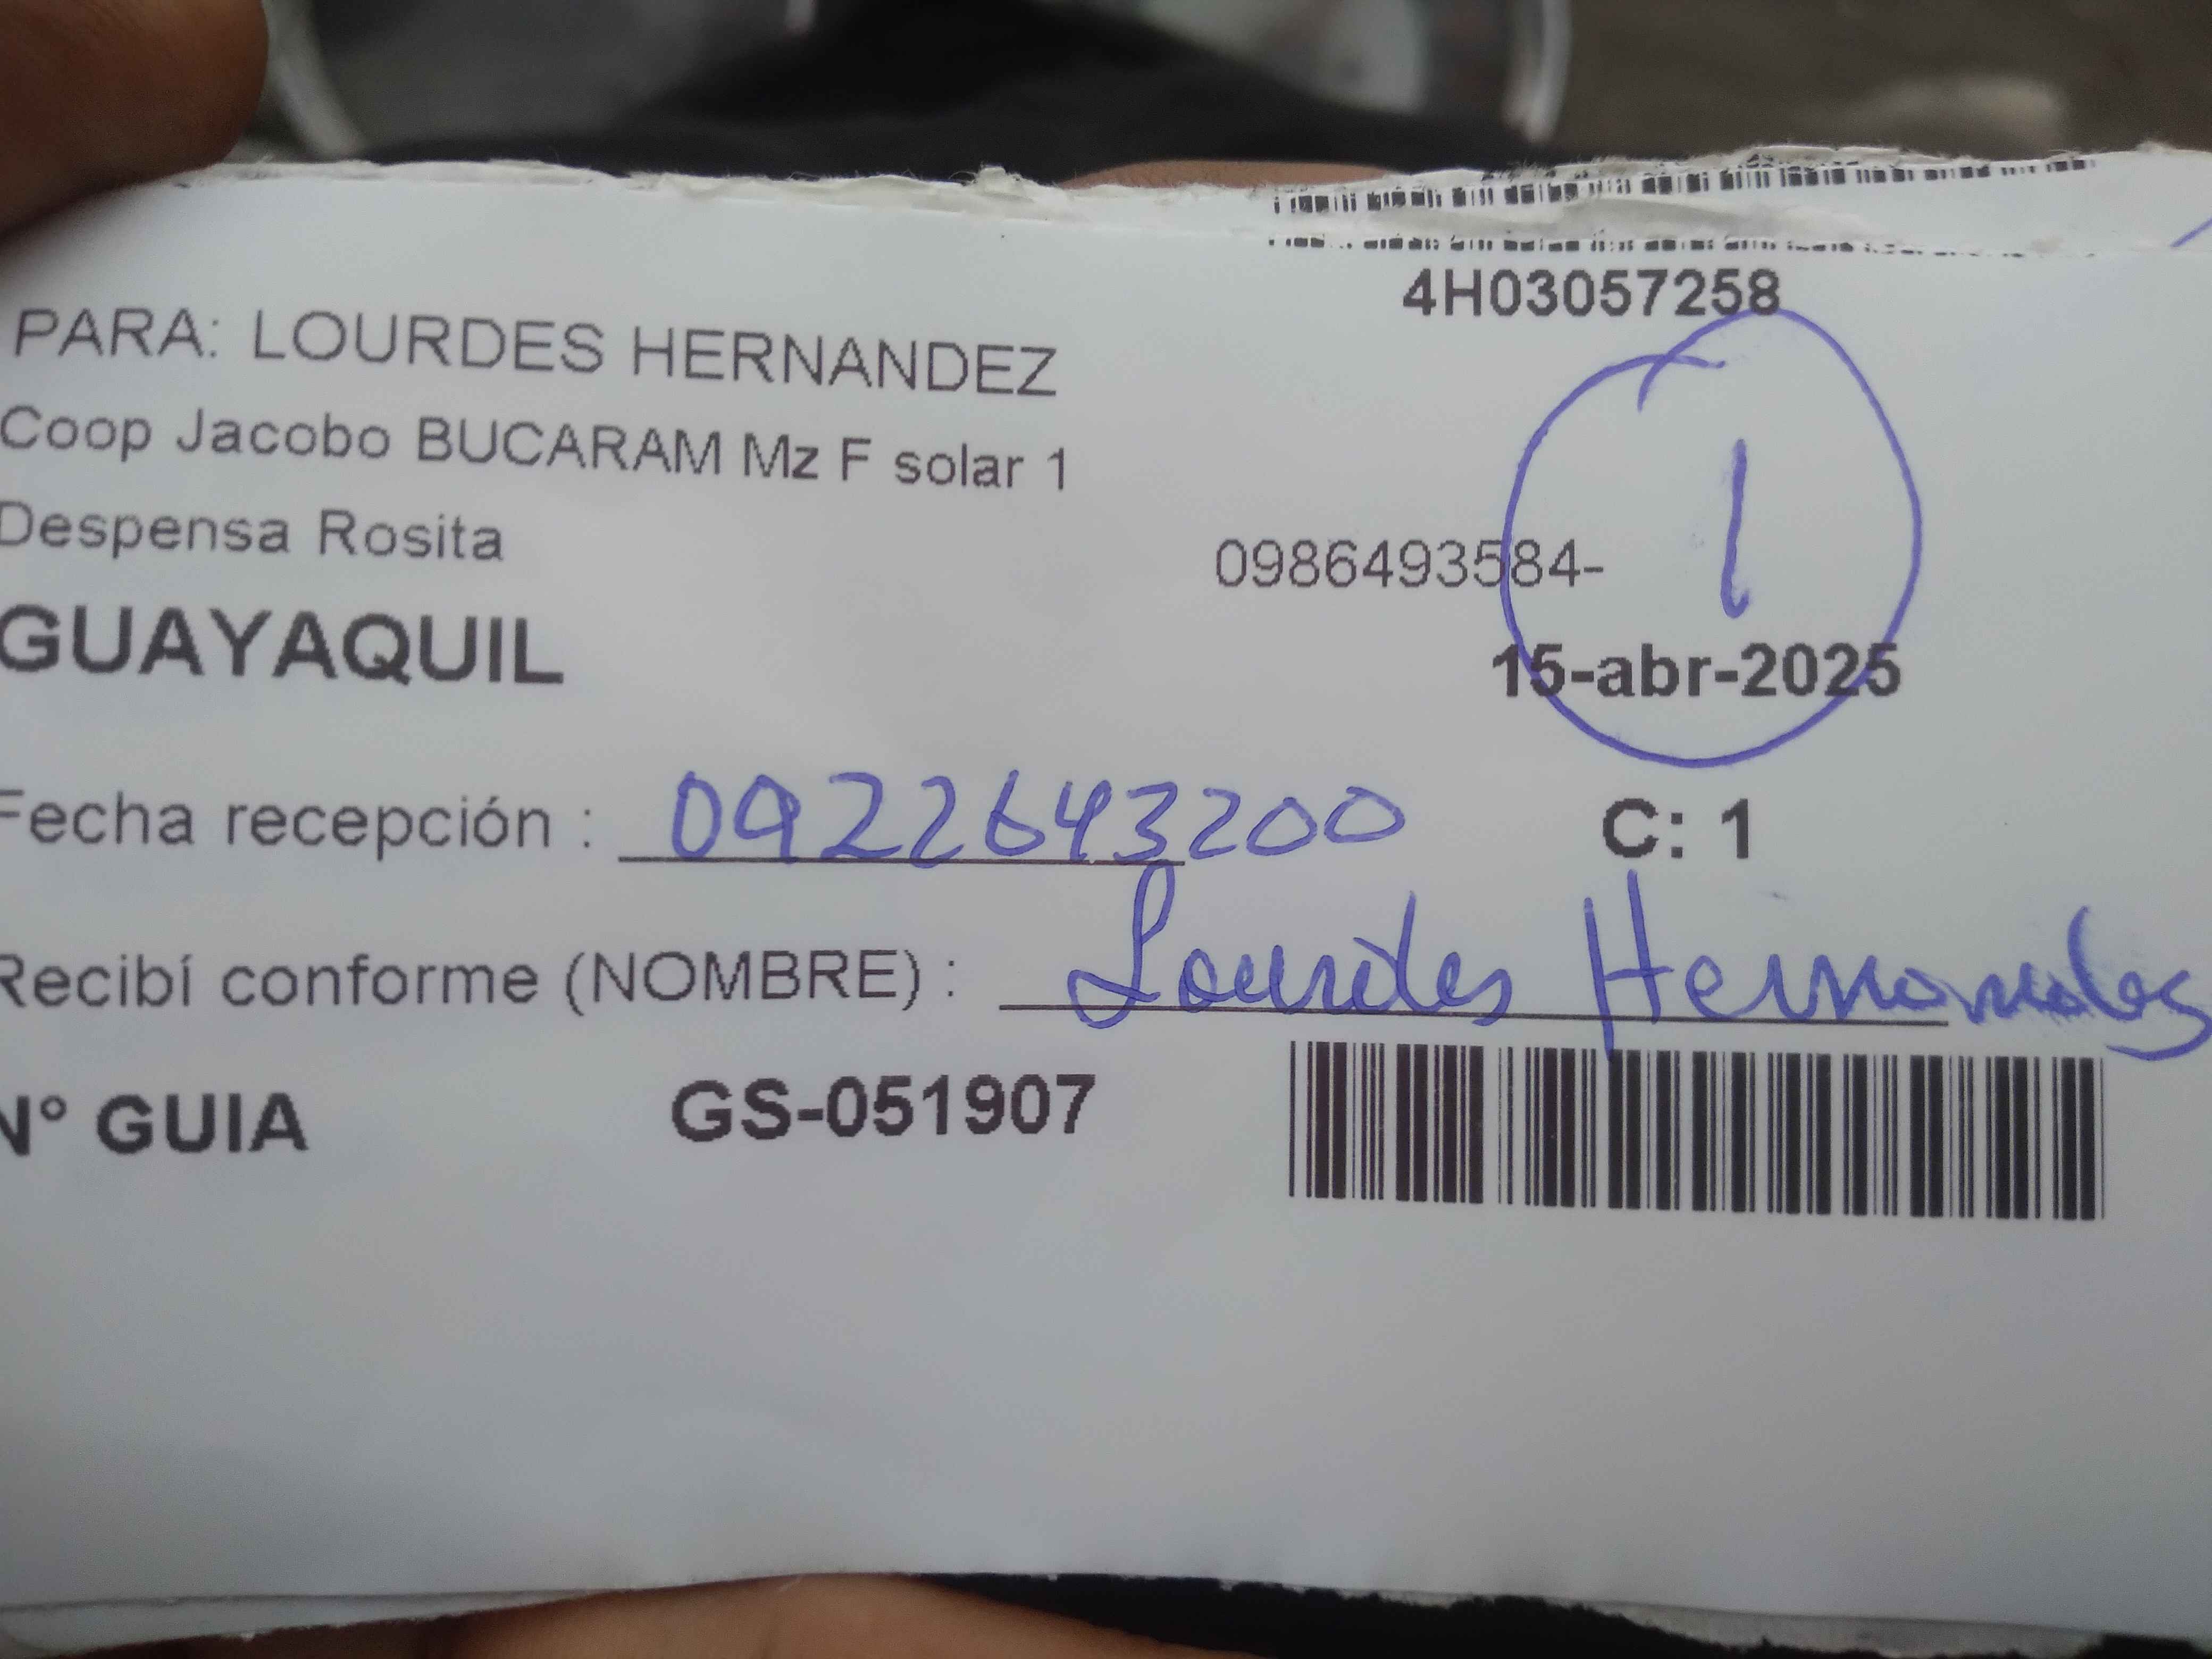 4H03057258
PARA: LOURDES HERNANDEZ
Coop Jacobo BUCARAM Mz F solar 1
Despensa Rosita
0986493584-
1
GUAYAQUIL
15-abr-2025
Fecha recepción : 0922643200
C: 1
Recibí conforme (NOMBRE) : Lourdes Hernandes
N° GUIA GS-051907